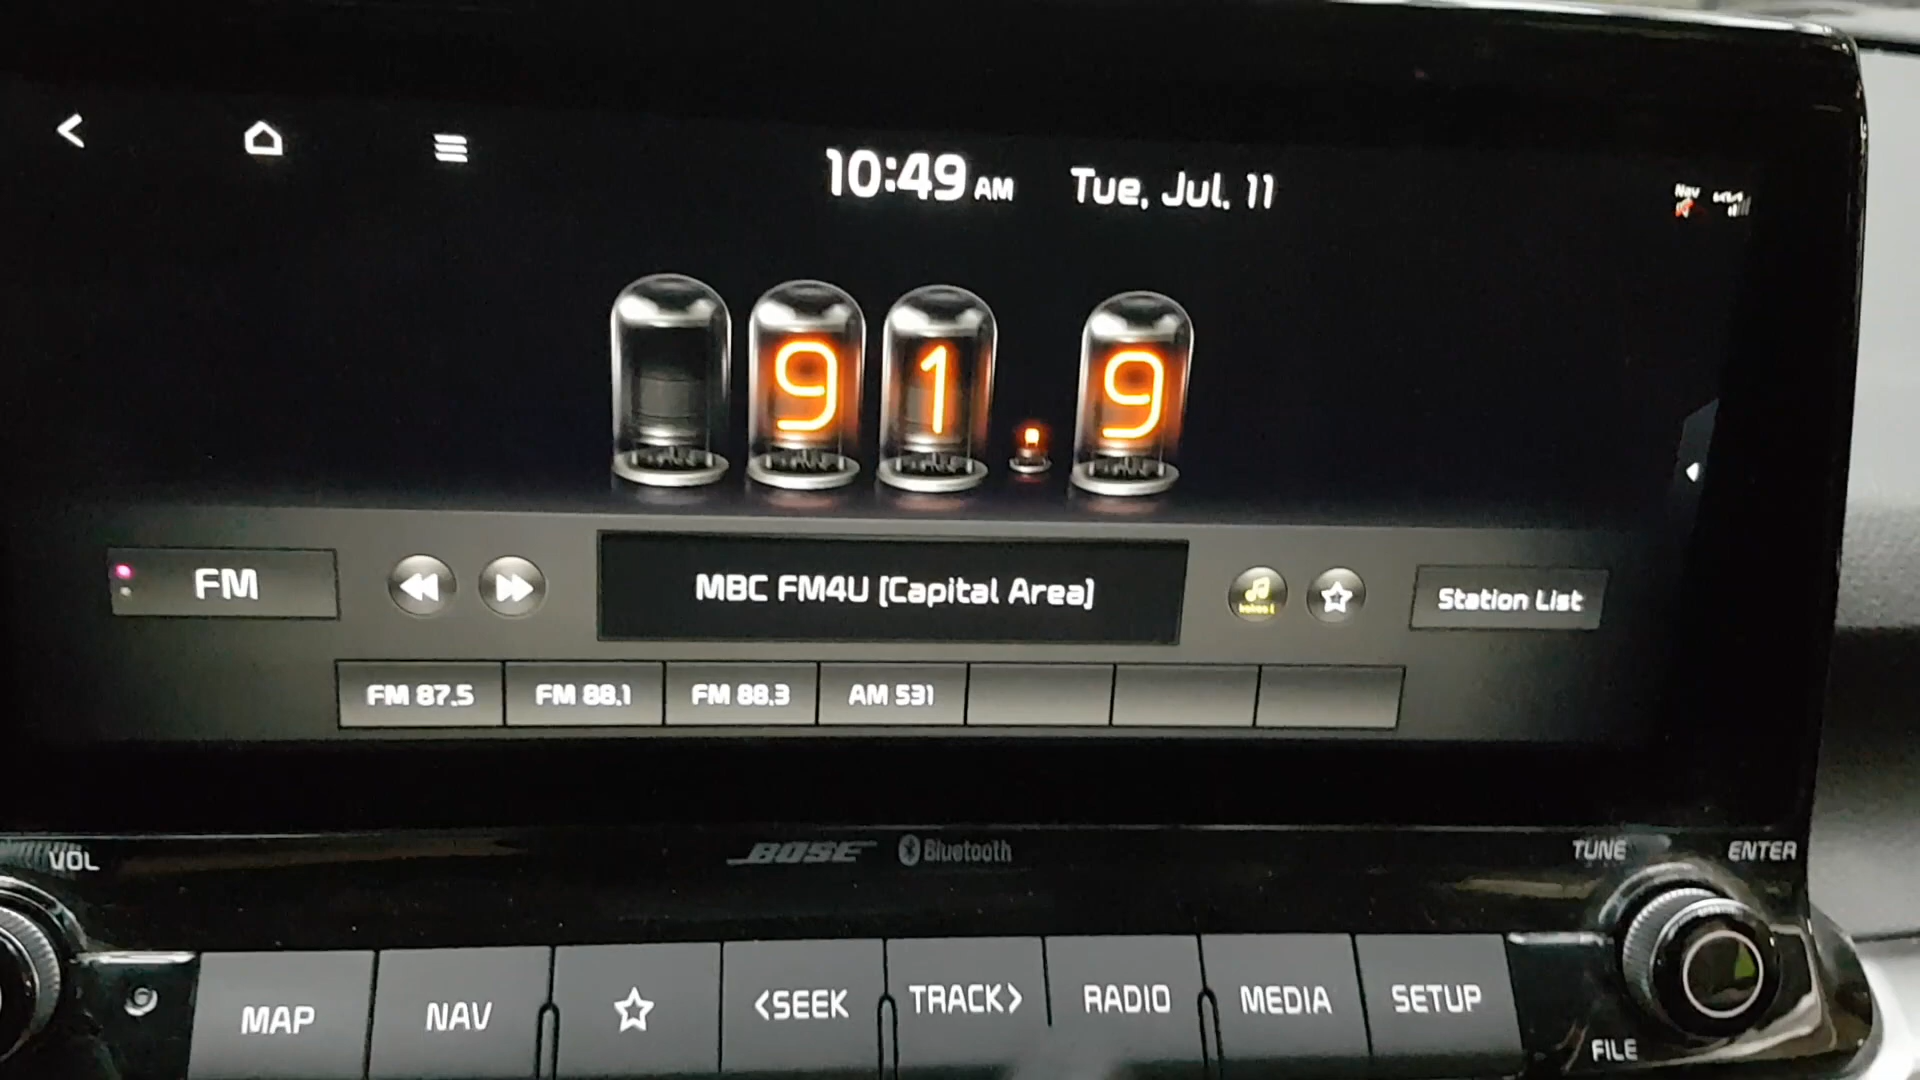 10:49 AM Tue, Jul. 11
Nav
91.9
FM
MBC FM4U [Capital Area]
Station List
FM 87.5 FM 88.1 FM 88.3 AM 531
VOL
BOSE Bluetooth
TUNE ENTER
MAP NAV <SEEK TRACK> RADIO MEDIA SETUP
FILE